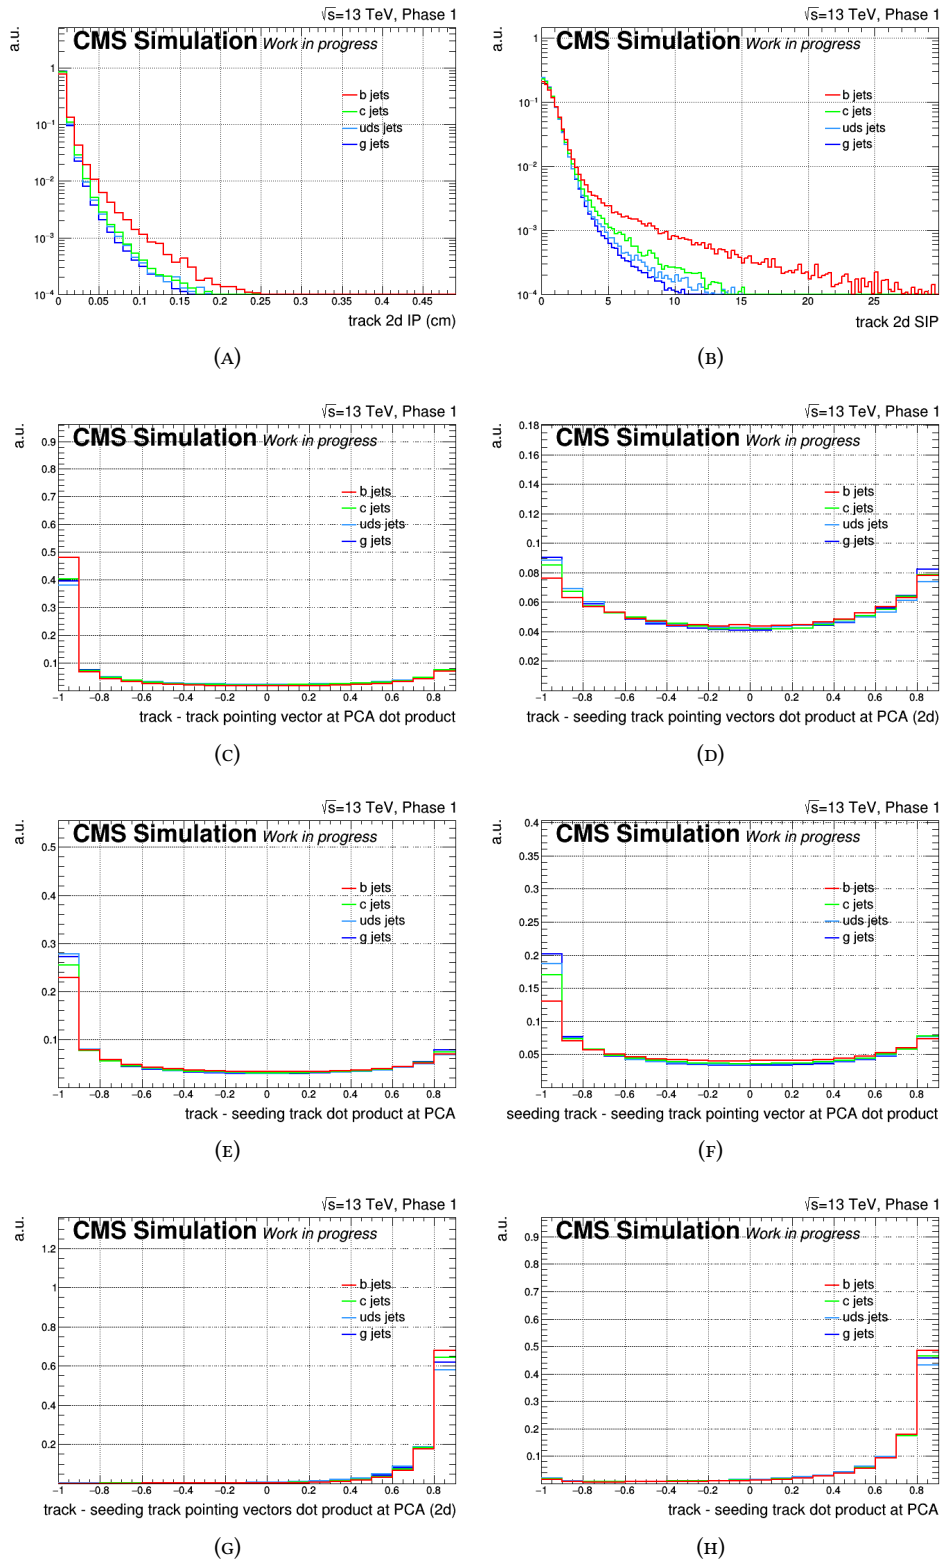 √s=13 TeV, Phase 1
a.u.
CMS Simulation Work in progress
1
10⁻¹
10⁻²
10⁻³
10⁻⁴
b jets
c jets
uds jets
g jets
0 0.05 0.1 0.15 0.2 0.25 0.3 0.35 0.4 0.45
track 2d IP (cm)
(A)
√s=13 TeV, Phase 1
a.u.
CMS Simulation Work in progress
1
10⁻¹
10⁻²
10⁻³
10⁻⁴
b jets
c jets
uds jets
g jets
0 5 10 15 20 25
track 2d SIP
(B)
√s=13 TeV, Phase 1
a.u.
CMS Simulation Work in progress
0.9
0.8
0.7
0.6
0.5
0.4
0.3
0.2
0.1
b jets
c jets
uds jets
g jets
−1 −0.8 −0.6 −0.4 −0.2 0 0.2 0.4 0.6 0.8
track - track pointing vector at PCA dot product
(C)
√s=13 TeV, Phase 1
a.u.
CMS Simulation Work in progress
0.18
0.16
0.14
0.12
0.1
0.08
0.06
0.04
0.02
b jets
c jets
uds jets
g jets
−1 −0.8 −0.6 −0.4 −0.2 0 0.2 0.4 0.6 0.8
track - seeding track pointing vectors dot product at PCA (2d)
(D)
√s=13 TeV, Phase 1
a.u.
CMS Simulation Work in progress
0.5
0.4
0.3
0.2
0.1
b jets
c jets
uds jets
g jets
−1 −0.8 −0.6 −0.4 −0.2 0 0.2 0.4 0.6 0.8
track - seeding track dot product at PCA
(E)
√s=13 TeV, Phase 1
a.u.
CMS Simulation Work in progress
0.4
0.35
0.3
0.25
0.2
0.15
0.1
0.05
b jets
c jets
uds jets
g jets
−1 −0.8 −0.6 −0.4 −0.2 0 0.2 0.4 0.6 0.8
seeding track - seeding track pointing vector at PCA dot product
(F)
√s=13 TeV, Phase 1
a.u.
CMS Simulation Work in progress
1.2
1
0.8
0.6
0.4
0.2
b jets
c jets
uds jets
g jets
−1 −0.8 −0.6 −0.4 −0.2 0 0.2 0.4 0.6 0.8
track - seeding track pointing vectors dot product at PCA (2d)
(G)
√s=13 TeV, Phase 1
a.u.
CMS Simulation Work in progress
0.9
0.8
0.7
0.6
0.5
0.4
0.3
0.2
0.1
b jets
c jets
uds jets
g jets
−1 −0.8 −0.6 −0.4 −0.2 0 0.2 0.4 0.6 0.8
track - seeding track dot product at PCA
(H)